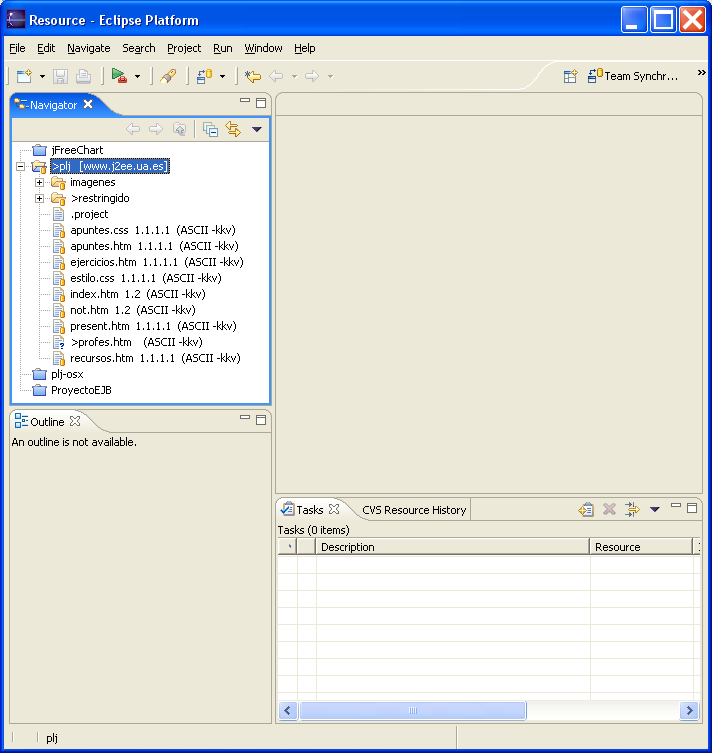 Resource - Eclipse Platform
File Edit Navigate Search Project Run Window Help
Team Synchr... »
Navigator
jFreeChart
>plj [www.j2ee.ua.es]
imagenes
>restringido
.project
apuntes.css 1.1.1.1 (ASCII -kkv)
apuntes.htm 1.1.1.1 (ASCII -kkv)
ejercicios.htm 1.1.1.1 (ASCII -kkv)
estilo.css 1.1.1.1 (ASCII -kkv)
index.htm 1.2 (ASCII -kkv)
not.htm 1.2 (ASCII -kkv)
present.htm 1.1.1.1 (ASCII -kkv)
>profes.htm (ASCII -kkv)
recursos.htm 1.1.1.1 (ASCII -kkv)
plj-osx
ProyectoEJB
Outline
An outline is not available.
Tasks CVS Resource History
Tasks (0 items)
Description Resource
plj